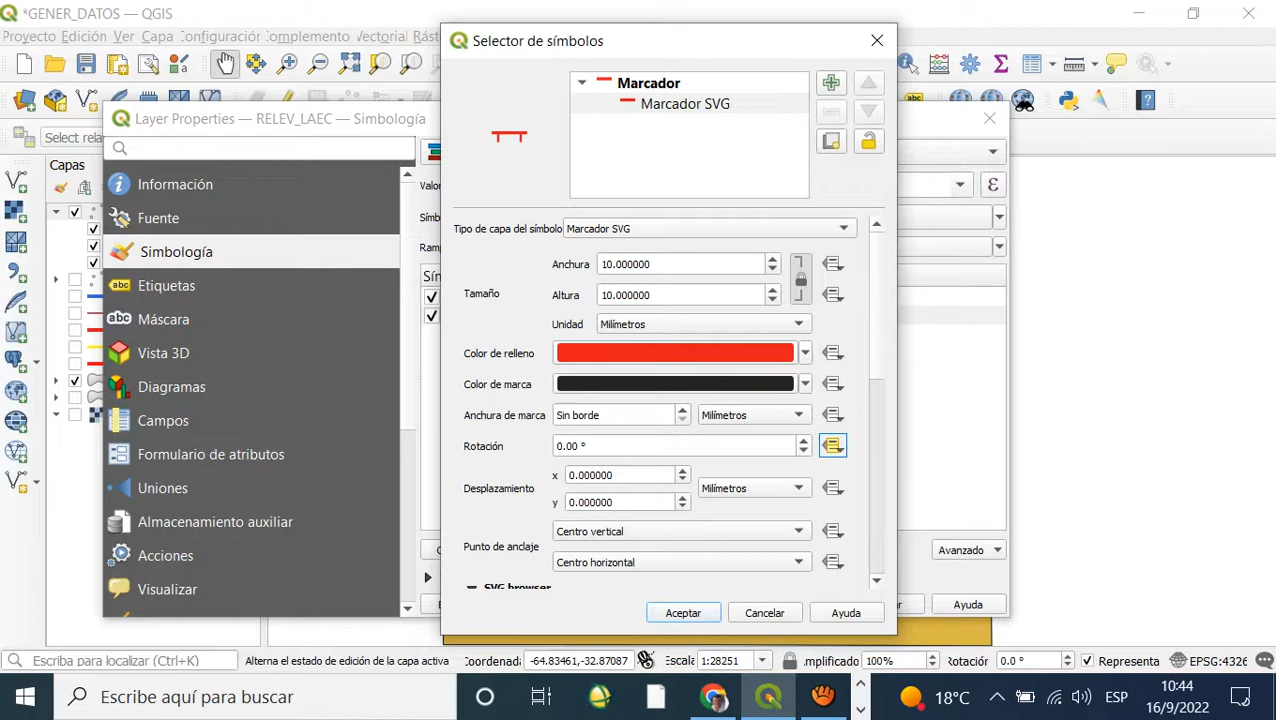 *GENER_DATOS — QGIS
Proyecto Edición Ver Capa Configuración Complemento Vectorial Ráster
Selector de símbolos
Marcador
Marcador SVG
Select rela
Capas
Layer Properties — RELEV_LAEC — Simbología
Información
Fuente
Simbología
Etiquetas
Máscara
Vista 3D
Diagramas
Campos
Formulario de atributos
Uniones
Almacenamiento auxiliar
Acciones
Visualizar
Valor
Símb
Ramp
Sím
Tipo de capa del símbolo Marcador SVG
Anchura 10.000000
Tamaño
Altura 10.000000
Unidad Milímetros
Color de relleno
Color de marca
Anchura de marca Sin borde Milímetros
Rotación 0.00 °
x 0.000000
Desplazamiento Milímetros
y 0.000000
Centro vertical
Punto de anclaje
Centro horizontal
SVG browser
Aceptar Cancelar Ayuda
Avanzado
Ayuda
Escribe para localizar (Ctrl+K) Alterna el estado de edición de la capa activa Coordenada -64.83461,-32.87087 Escala 1:28251 Amplificador 100% Rotación 0.0 ° Representa EPSG:4326
Escribe aquí para buscar
18°C ESP 10:44
16/9/2022